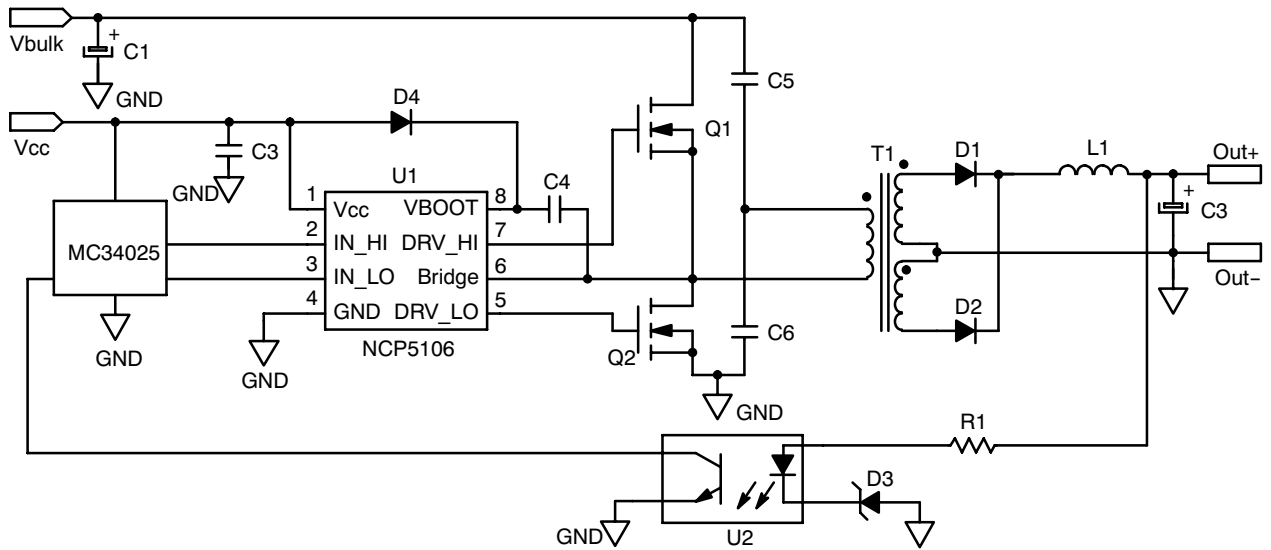 Vbulk
+
C1
GND
Vcc
D4
C3
GND
U1
C4
C5
Q1
T1
D1
L1
Out+
+
C3
Out−
MC34025
GND
1 Vcc VBOOT 8
2 IN_HI DRV_HI 7
3 IN_LO Bridge 6
4 GND DRV_LO 5
GND
NCP5106
Q2
C6
D2
GND
R1
D3
GND
U2